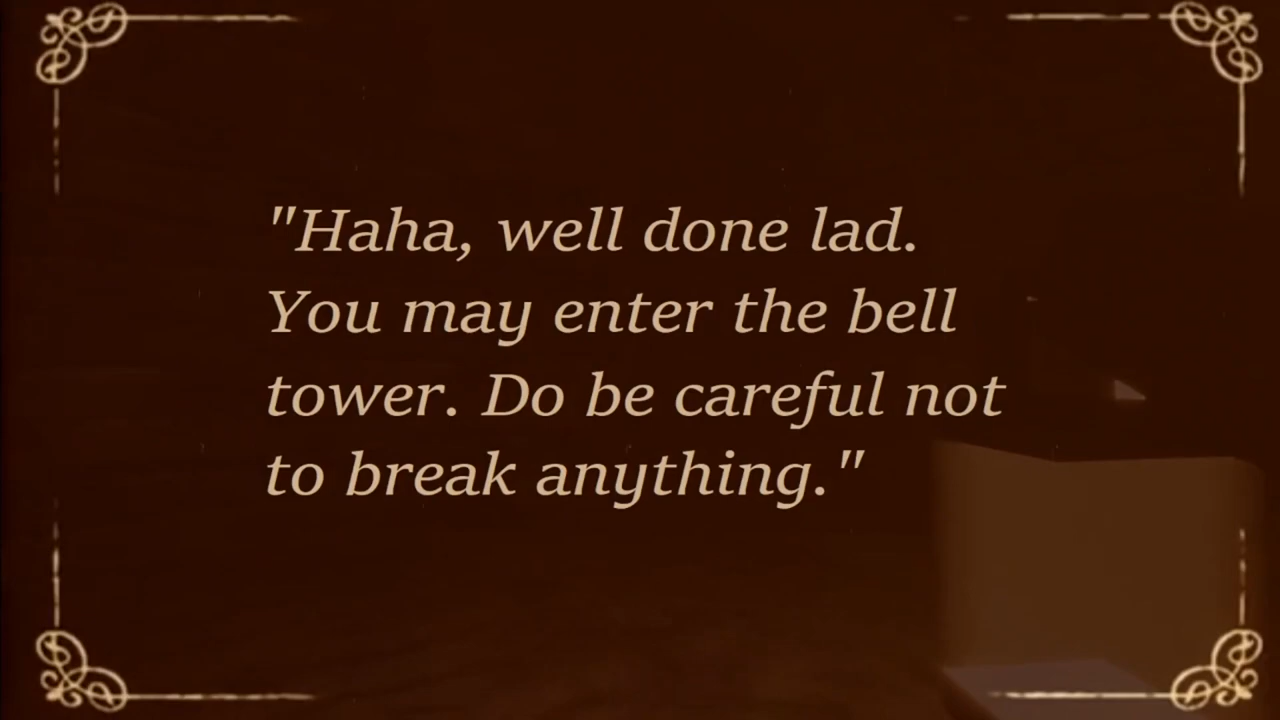 "Haha, well done lad.
You may enter the bell
tower. Do be careful not
to break anything."